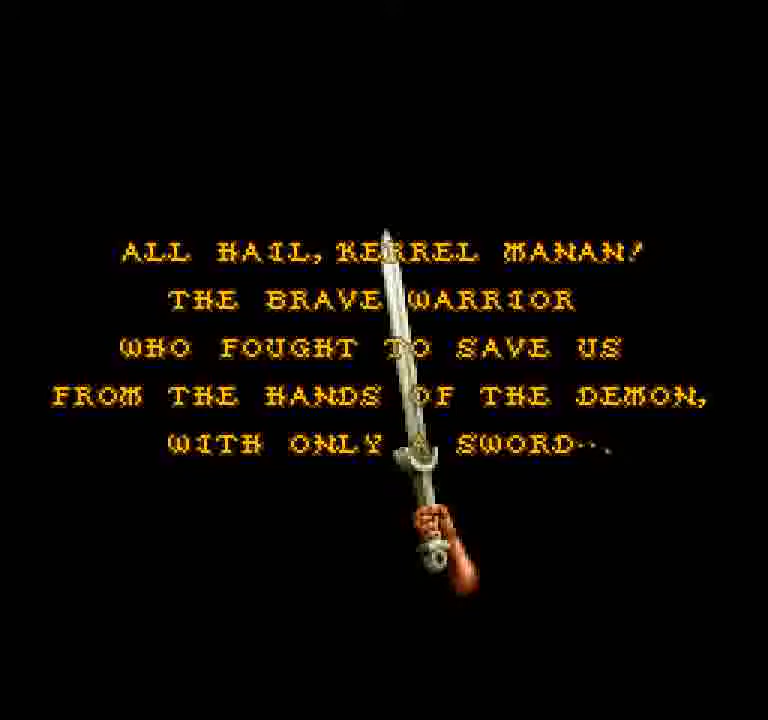 ALL HAIL, KERREL MANAN!
THE BRAVE WARRIOR
WHO FOUGHT TO SAVE US
FROM THE HANDS OF THE DEMON,
WITH ONLY A SWORD...